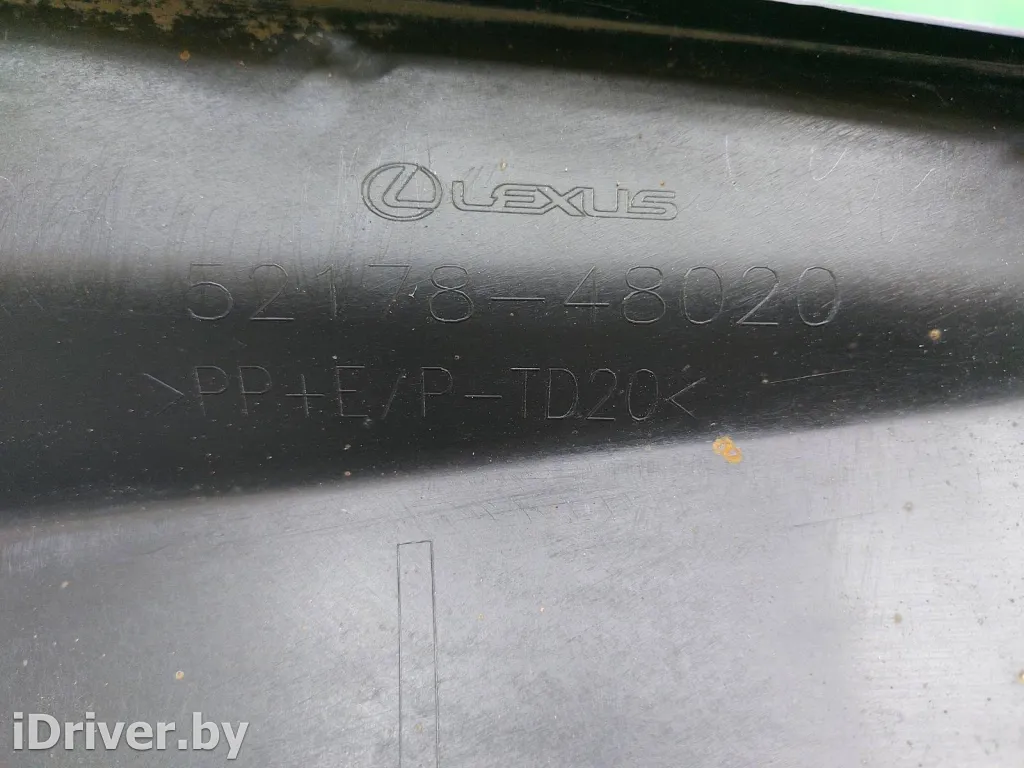 LEXUS
52178-48020
>PP+E/P-TD20<
iDriver.by